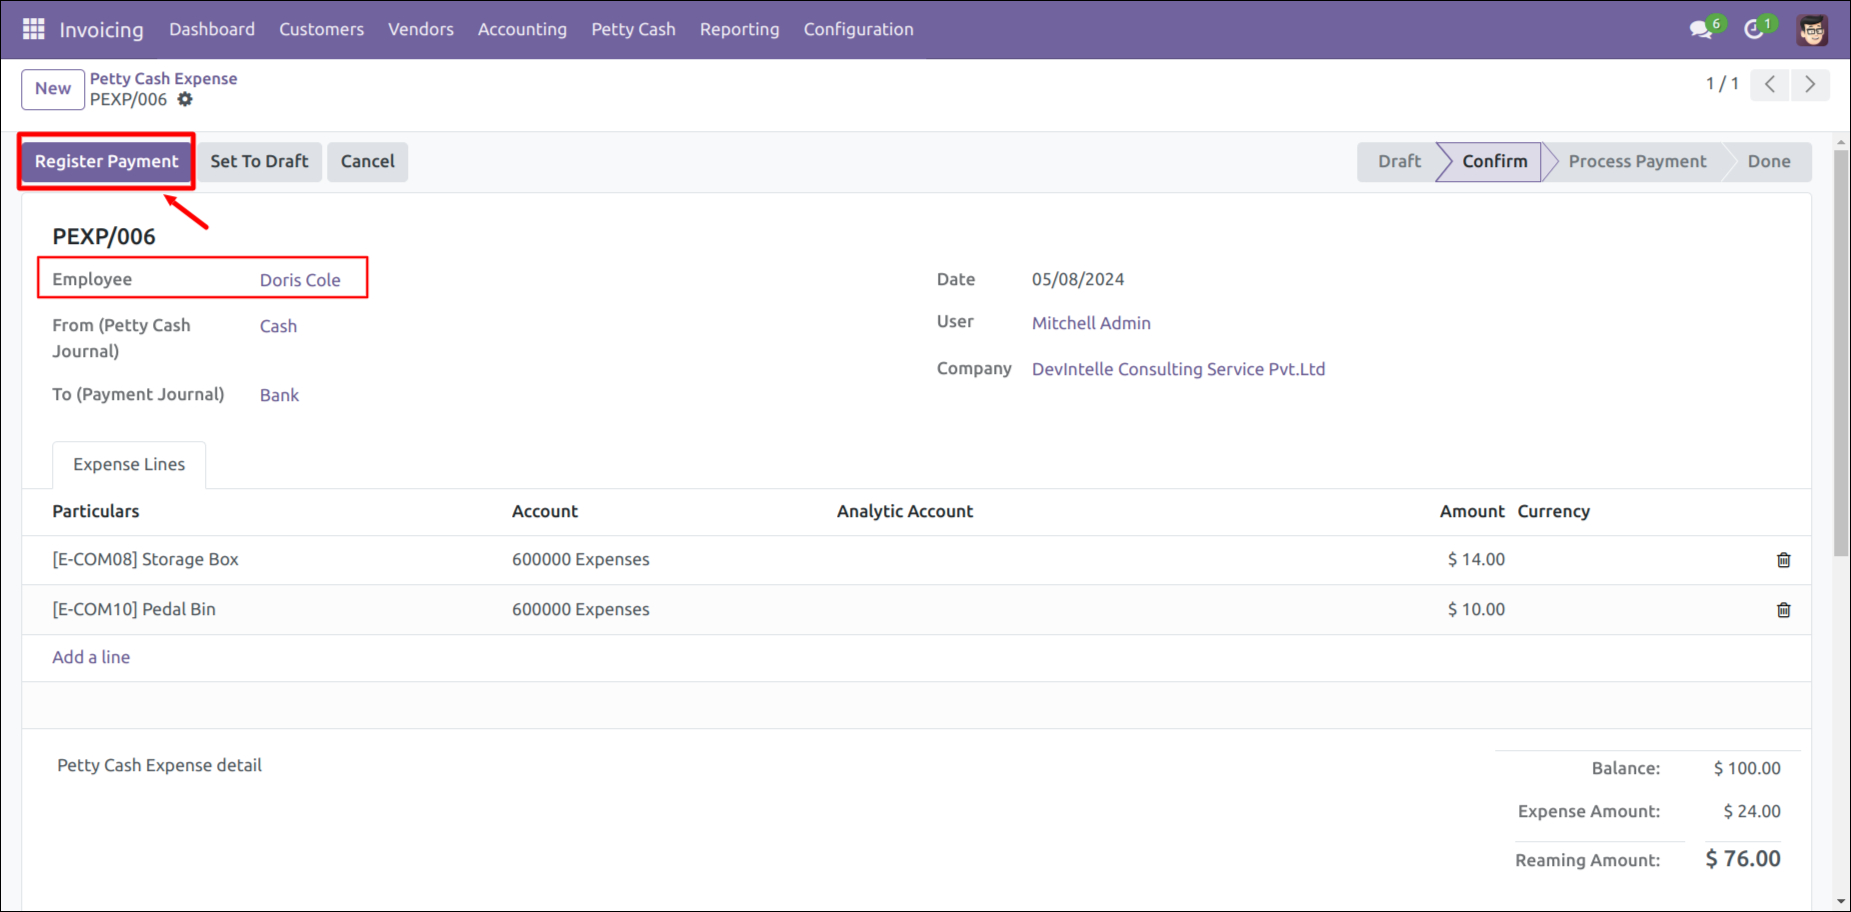 Invoicing Dashboard Customers Vendors Accounting Petty Cash Reporting Configuration 6 1
New Petty Cash Expense
PEXP/006
1 / 1
Register Payment Set To Draft Cancel Draft Confirm Process Payment Done
PEXP/006
Employee Doris Cole
From (Petty Cash Journal) Cash
To (Payment Journal) Bank
Date 05/08/2024
User Mitchell Admin
Company DevIntelle Consulting Service Pvt.Ltd
Expense Lines
Particulars Account Analytic Account Amount Currency
[E-COM08] Storage Box 600000 Expenses $ 14.00
[E-COM10] Pedal Bin 600000 Expenses $ 10.00
Add a line
Petty Cash Expense detail
Balance: $ 100.00
Expense Amount: $ 24.00
Reaming Amount: $ 76.00